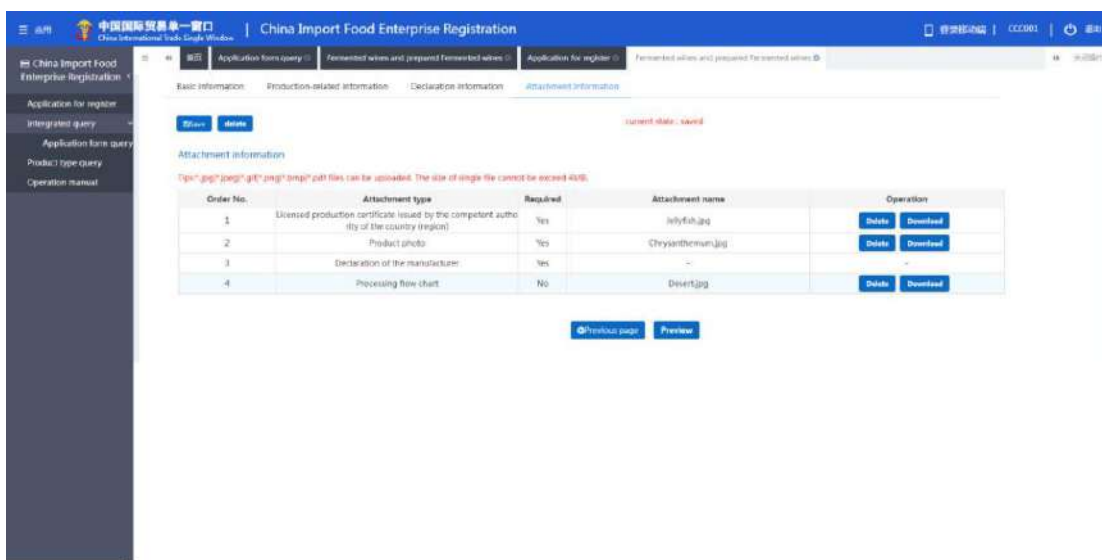 中国国际贸易单一窗口
China International Trade Single Window
China Import Food Enterprise Registration
CCC001
China Import Food
Enterprise Registration
Application for register
Intergrated query
Application form query
Product type query
Operation manual
首页
Application form query
Fermented wines and prepared Fermented wines
Application for register
Fermented wines and prepared Fermented wines
Basic information
Production-related information
Declaration information
Attachment information
Save
delete
current state : saved
Attachment information
Tips:*.jpg/*.jpeg/*.gif/*.png/*.bmp/*.pdf files can be uploaded. The size of single file cannot be exceed 4MB.
Order No. Attachment type Required Attachment name Operation
1 Licensed production certificate issued by the competent autho
rity of the country (region) Yes Jellyfish.jpg Delete Download
2 Product photo Yes Chrysanthemum.jpg Delete Download
3 Declaration of the manufacturer Yes - -
4 Processing flow chart No Desert.jpg Delete Download
Previous page
Preview